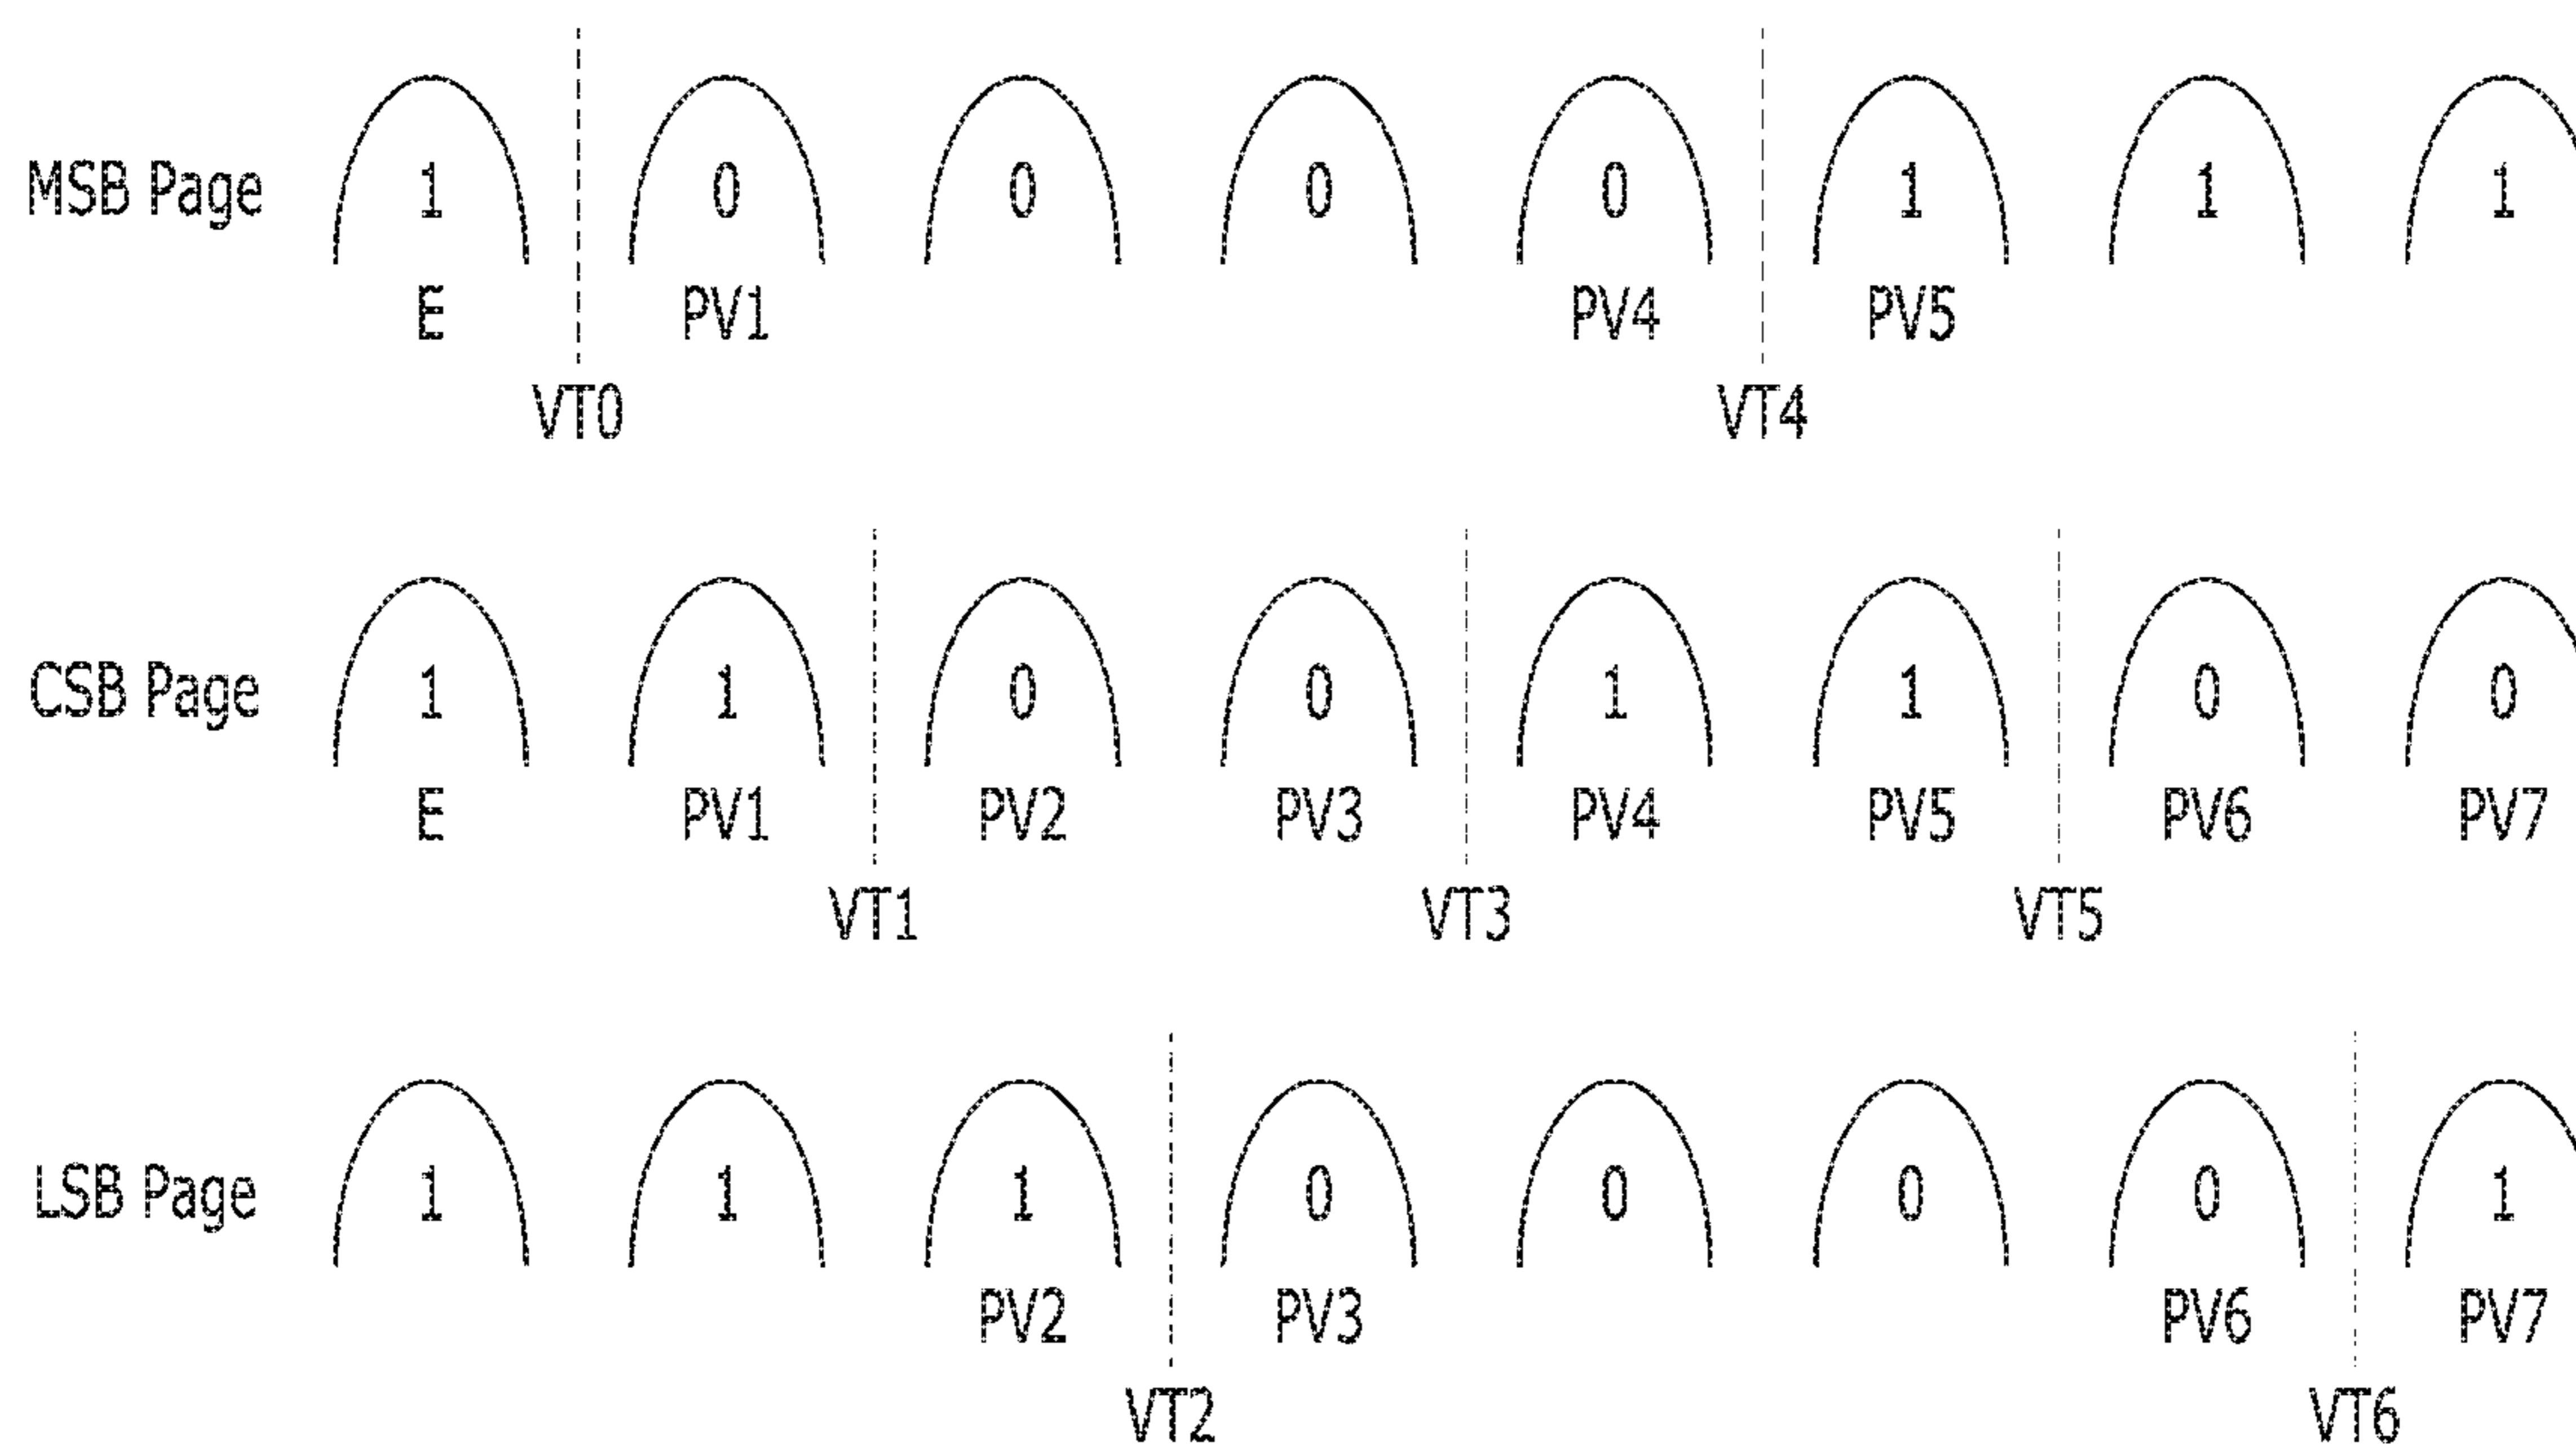 MSB Page 1 0 0 0 0 1 1 1
E PV1 PV4 PV5
VT0 VT4
CSB Page 1 1 0 0 1 1 0 0
E PV1 PV2 PV3 PV4 PV5 PV6 PV7
VT1 VT3 VT5
LSB Page 1 1 1 0 0 0 0 1
PV2 PV3 PV6 PV7
VT2 VT6